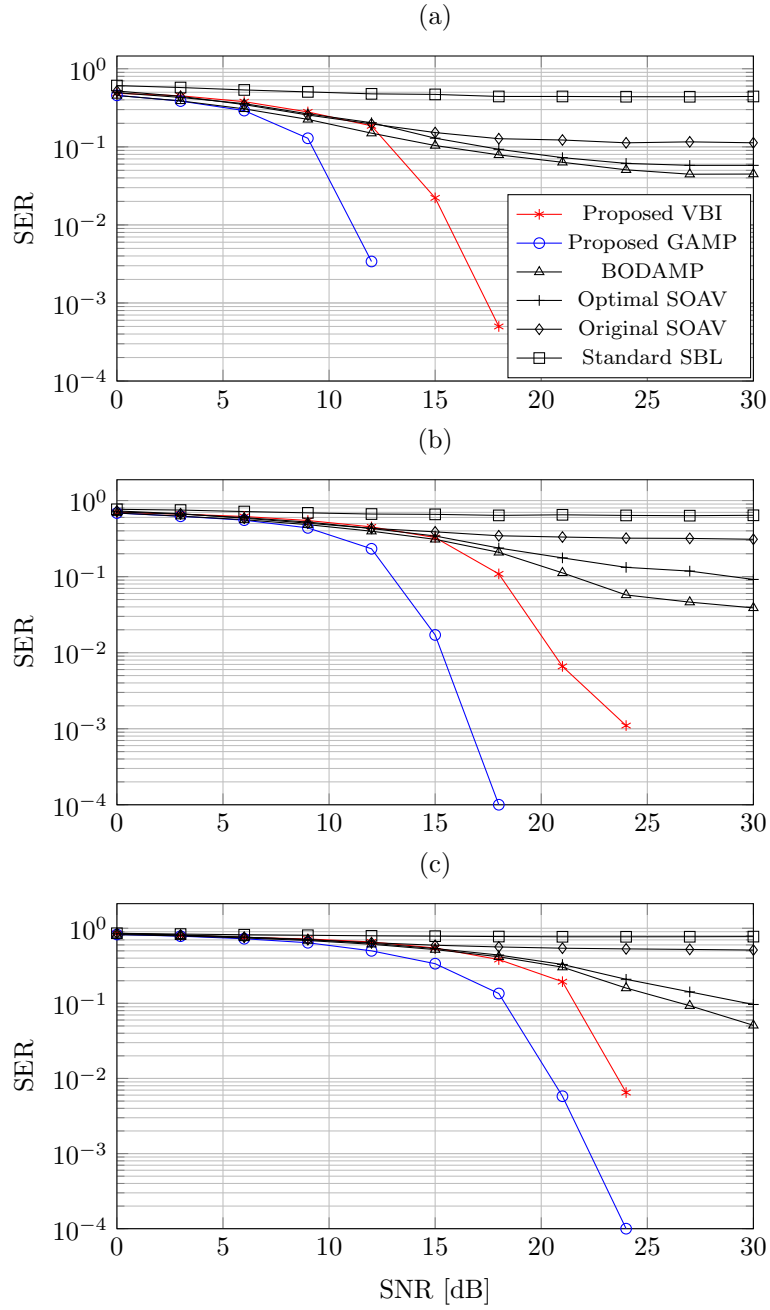 (a)
10^0
10^{-1}
10^{-2}
10^{-3}
10^{-4}
SER
Proposed VBI
Proposed GAMP
BODAMP
Optimal SOAV
Original SOAV
Standard SBL
0 5 10 15 20 25 30
(b)
10^0
10^{-1}
10^{-2}
10^{-3}
10^{-4}
SER
0 5 10 15 20 25 30
(c)
10^0
10^{-1}
10^{-2}
10^{-3}
10^{-4}
SER
0 5 10 15 20 25 30
SNR [dB]